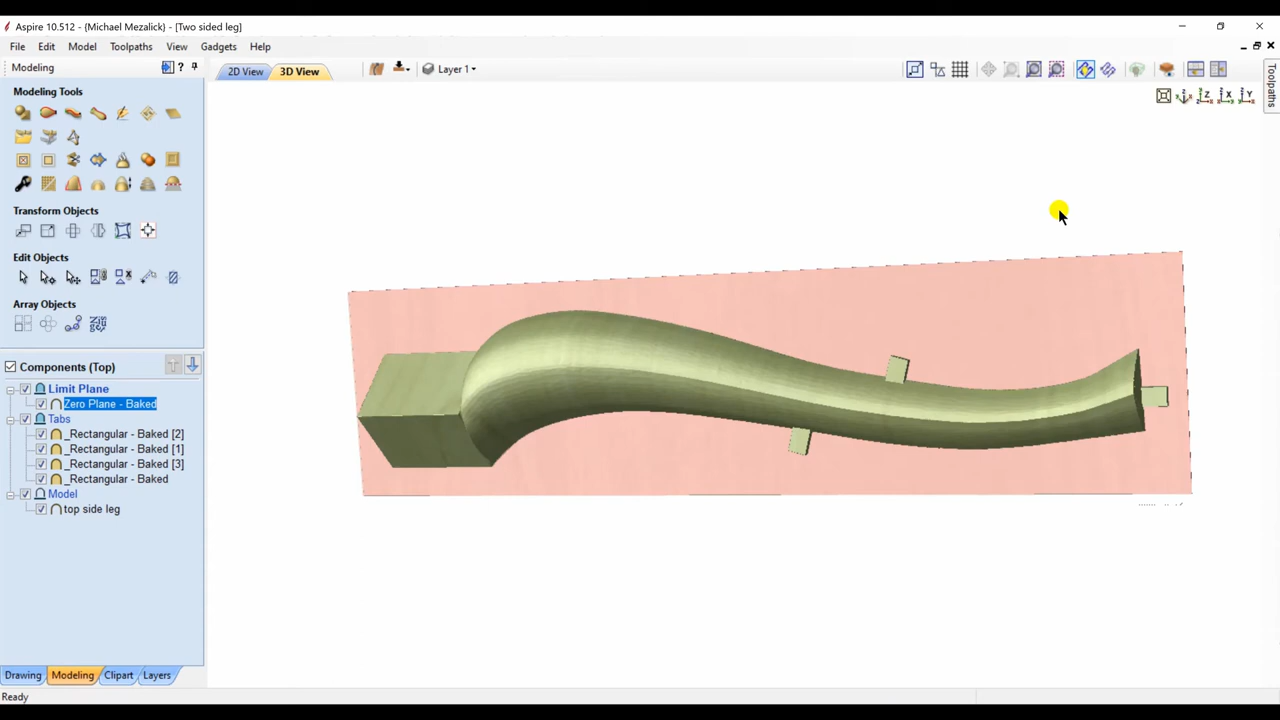 Aspire 10.512 - {Michael Mezalick} - [Two sided leg]
File Edit Model Toolpaths View Gadgets Help
Modeling ?
2D View 3D View Layer 1
Toolpaths
Z X Y
Modeling Tools
Transform Objects
Edit Objects
Array Objects
Components (Top)
Limit Plane
Zero Plane - Baked
Tabs
_Rectangular - Baked [2]
_Rectangular - Baked [1]
_Rectangular - Baked [3]
_Rectangular - Baked
Model
top side leg
Drawing Modeling Clipart Layers
Ready